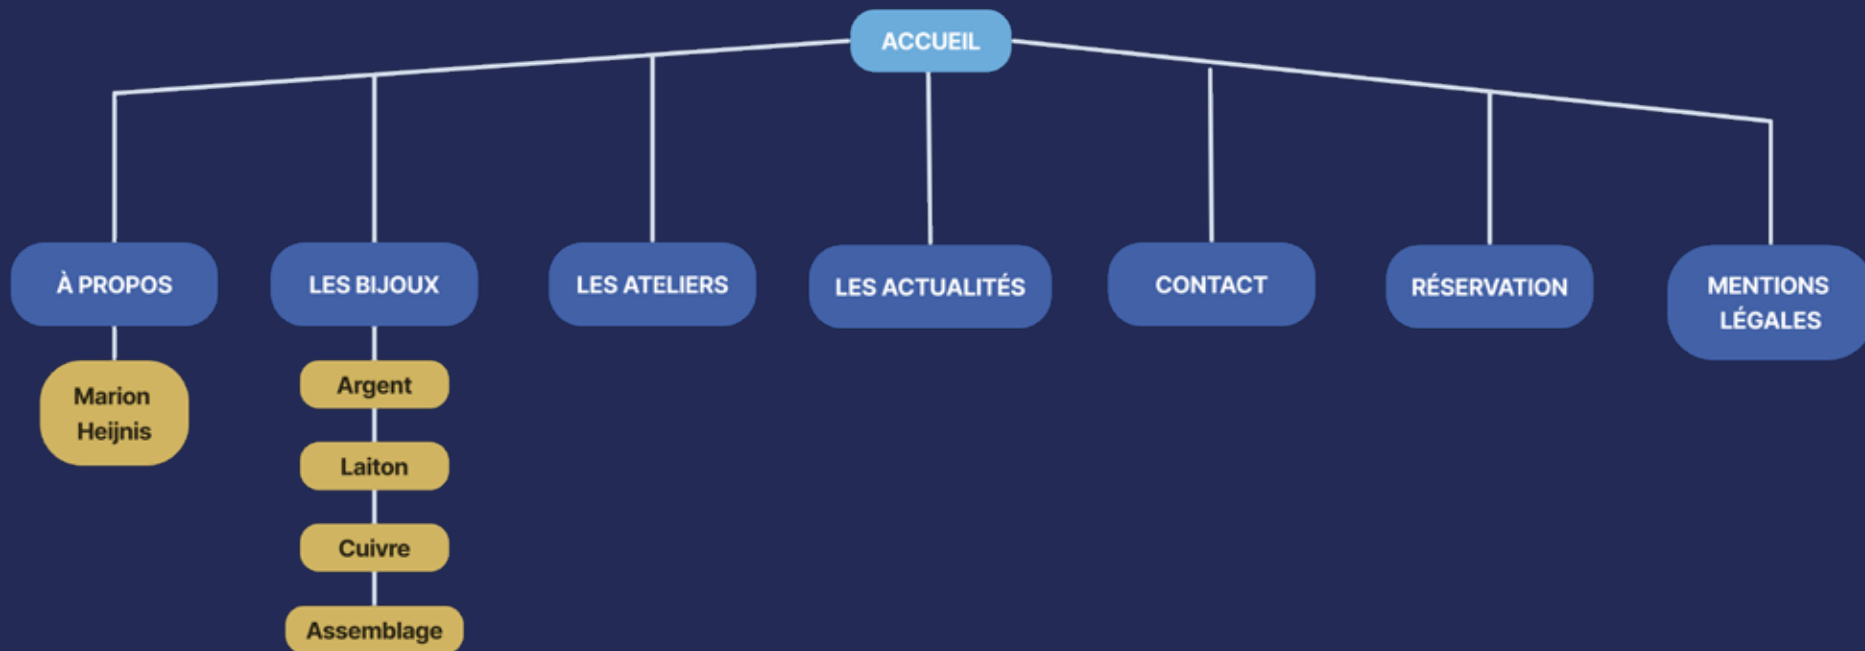 ACCUEIL
À PROPOS
LES BIJOUX
LES ATELIERS
LES ACTUALITÉS
CONTACT
RÉSERVATION
MENTIONS
LÉGALES
Marion
Heijnis
Argent
Laiton
Cuivre
Assemblage